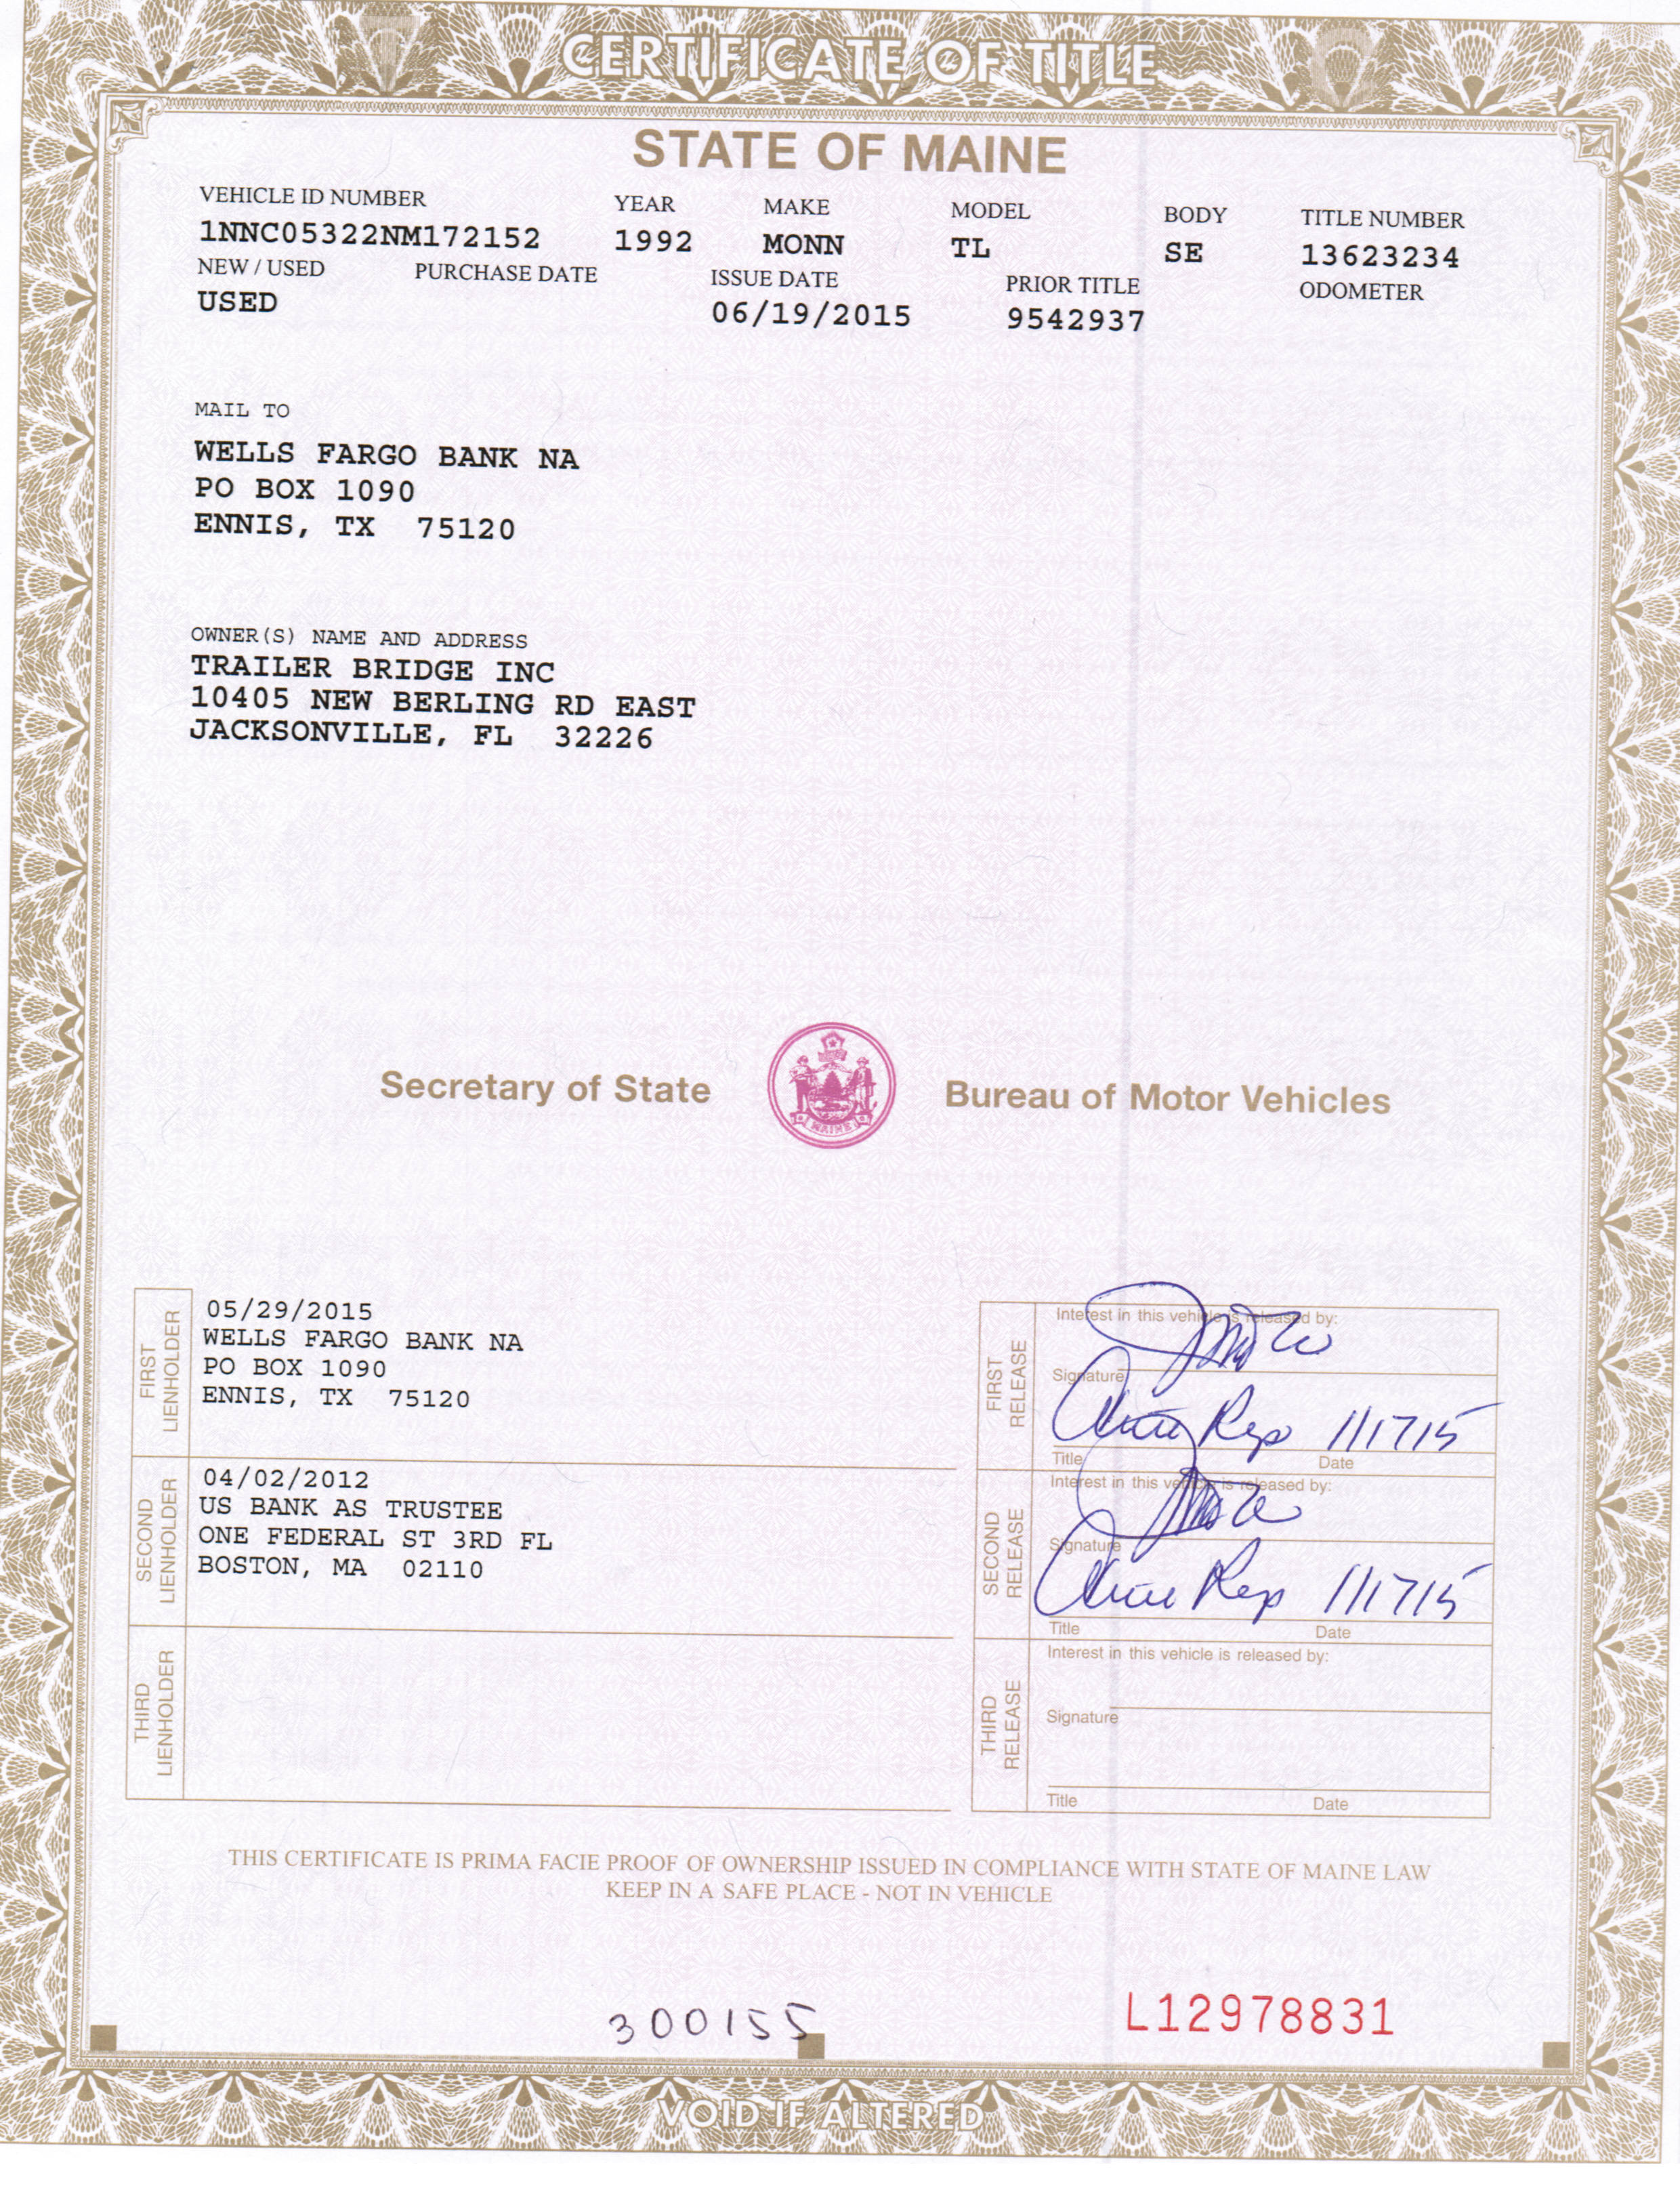 CERTIFICATE OF TITLE
STATE OF MAINE
VEHICLE ID NUMBER YEAR MAKE MODEL BODY TITLE NUMBER
1NNC05322NM172152 1992 MONN TL SE 13623234
NEW / USED PURCHASE DATE ISSUE DATE PRIOR TITLE ODOMETER
USED 06/19/2015 9542937
MAIL TO
WELLS FARGO BANK NA
PO BOX 1090
ENNIS, TX 75120
OWNER(S) NAME AND ADDRESS
TRAILER BRIDGE INC
10405 NEW BERLING RD EAST
JACKSONVILLE, FL 32226
Secretary of State MAINE Bureau of Motor Vehicles
FIRST LIENHOLDER
05/29/2015
WELLS FARGO BANK NA
PO BOX 1090
ENNIS, TX 75120
FIRST RELEASE
Interest in this vehicle is released by:
Signature
Rep 1/17/15
Title Date
SECOND LIENHOLDER
04/02/2012
US BANK AS TRUSTEE
ONE FEDERAL ST 3RD FL
BOSTON, MA 02110
SECOND RELEASE
Interest in this vehicle is released by:
Signature
Rep 1/17/15
Title Date
THIRD LIENHOLDER
THIRD RELEASE
Interest in this vehicle is released by:
Signature
Title Date
THIS CERTIFICATE IS PRIMA FACIE PROOF OF OWNERSHIP ISSUED IN COMPLIANCE WITH STATE OF MAINE LAW
KEEP IN A SAFE PLACE - NOT IN VEHICLE
300155
L12978831
VOID IF ALTERED